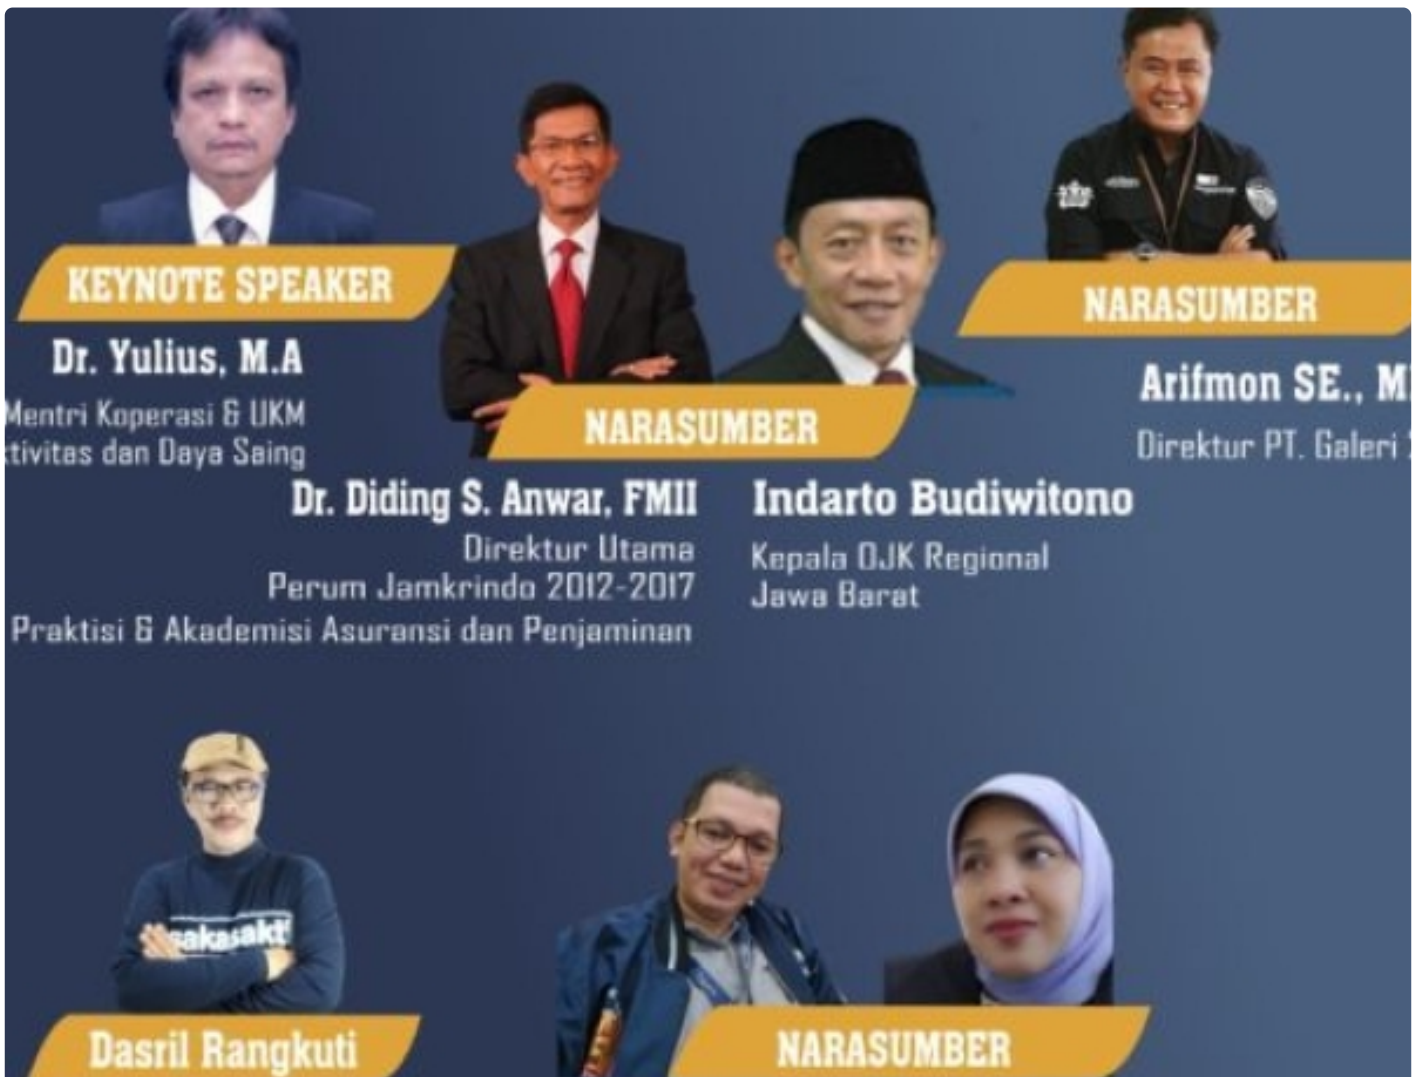 KEYNOTE SPEAKER
Dr. Yulius, M.A
Mentri Koperasi & UKM
ktivitas dan Daya Saing
NARASUMBER
Dr. Diding S. Anwar, FMII
Direktur Utama
Perum Jamkrindo 2012-2017
Praktisi & Akademisi Asuransi dan Penjaminan
Indarto Budiwitono
Kepala OJK Regional
Jawa Barat
NARASUMBER
Arifmon SE., M
Direktur PT. Galeri
sakasakti
Dasril Rangkuti
NARASUMBER